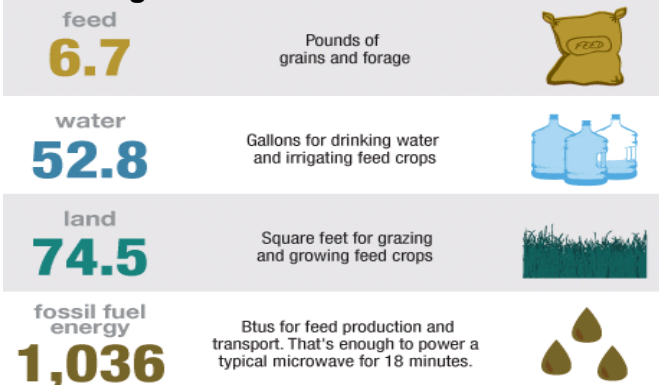 feed
6.7
Pounds of
grains and forage
FEED
water
52.8
Gallons for drinking water
and irrigating feed crops
land
74.5
Square feet for grazing
and growing feed crops
fossil fuel
energy
1,036
Btus for feed production and
transport. That's enough to power a
typical microwave for 18 minutes.